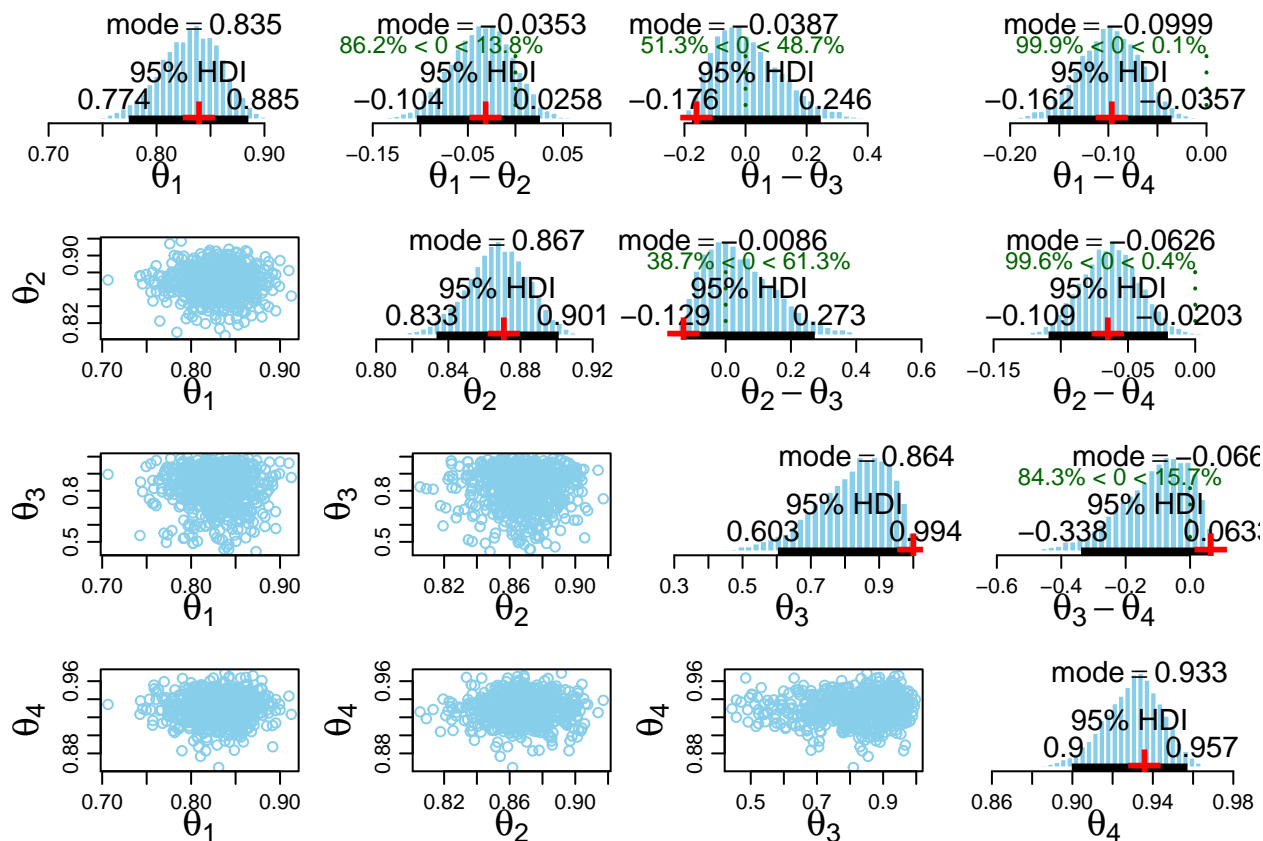 mode = 0.835
95% HDI
0.774 0.885
0.70 0.80 0.90
θ1
mode = −0.0353
86.2% < 0 < 13.8%
95% HDI
−0.104 0.0258
−0.15 −0.05 0.05
θ1 − θ2
mode = −0.0387
51.3% < 0 < 48.7%
95% HDI
−0.176 0.246
−0.2 0.0 0.2 0.4
θ1 − θ3
mode = −0.0999
99.9% < 0 < 0.1%
95% HDI
−0.162 −0.0357
−0.20 −0.10 0.00
θ1 − θ4
θ2
0.82 0.90
0.70 0.80 0.90
θ1
mode = 0.867
95% HDI
0.833 0.901
0.80 0.84 0.88 0.92
θ2
mode = −0.0086
38.7% < 0 < 61.3%
95% HDI
−0.129 0.273
0.0 0.2 0.4 0.6
θ2 − θ3
mode = −0.0626
99.6% < 0 < 0.4%
95% HDI
−0.109 −0.0203
−0.15 −0.05 0.00
θ2 − θ4
θ3
0.5 0.8
0.70 0.80 0.90
θ1
θ3
0.5 0.8
0.82 0.86 0.90
θ2
mode = 0.864
95% HDI
0.603 0.994
0.3 0.5 0.7 0.9
θ3
mode = −0.066
84.3% < 0 < 15.7%
95% HDI
−0.338 0.0633
−0.6 −0.4 −0.2 0.0
θ3 − θ4
θ4
0.88 0.96
0.70 0.80 0.90
θ1
θ4
0.88 0.96
0.82 0.86 0.90
θ2
θ4
0.88 0.96
0.5 0.7 0.9
θ3
mode = 0.933
95% HDI
0.9 0.957
0.86 0.90 0.94 0.98
θ4